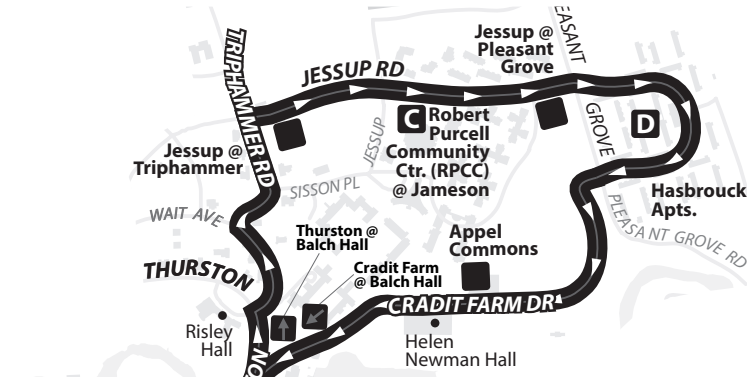 EASANT
Jessup @
Pleasant
Grove
TRIPHAMMER RD
JESSUP RD
GROVE
C
Robert
Purcell
Community
Ctr. (RPCC)
@ Jameson
D
JESSUP
Jessup @
Triphammer
SISSON PL
Hasbrouck
Apts.
WAIT AVE
PLEASANT GROVE RD
Thurston @
Balch Hall
Appel
Commons
THURSTON
Cradit Farm
@ Balch Hall
CRADIT FARM DR
Risley
Hall
Helen
Newman Hall
NO